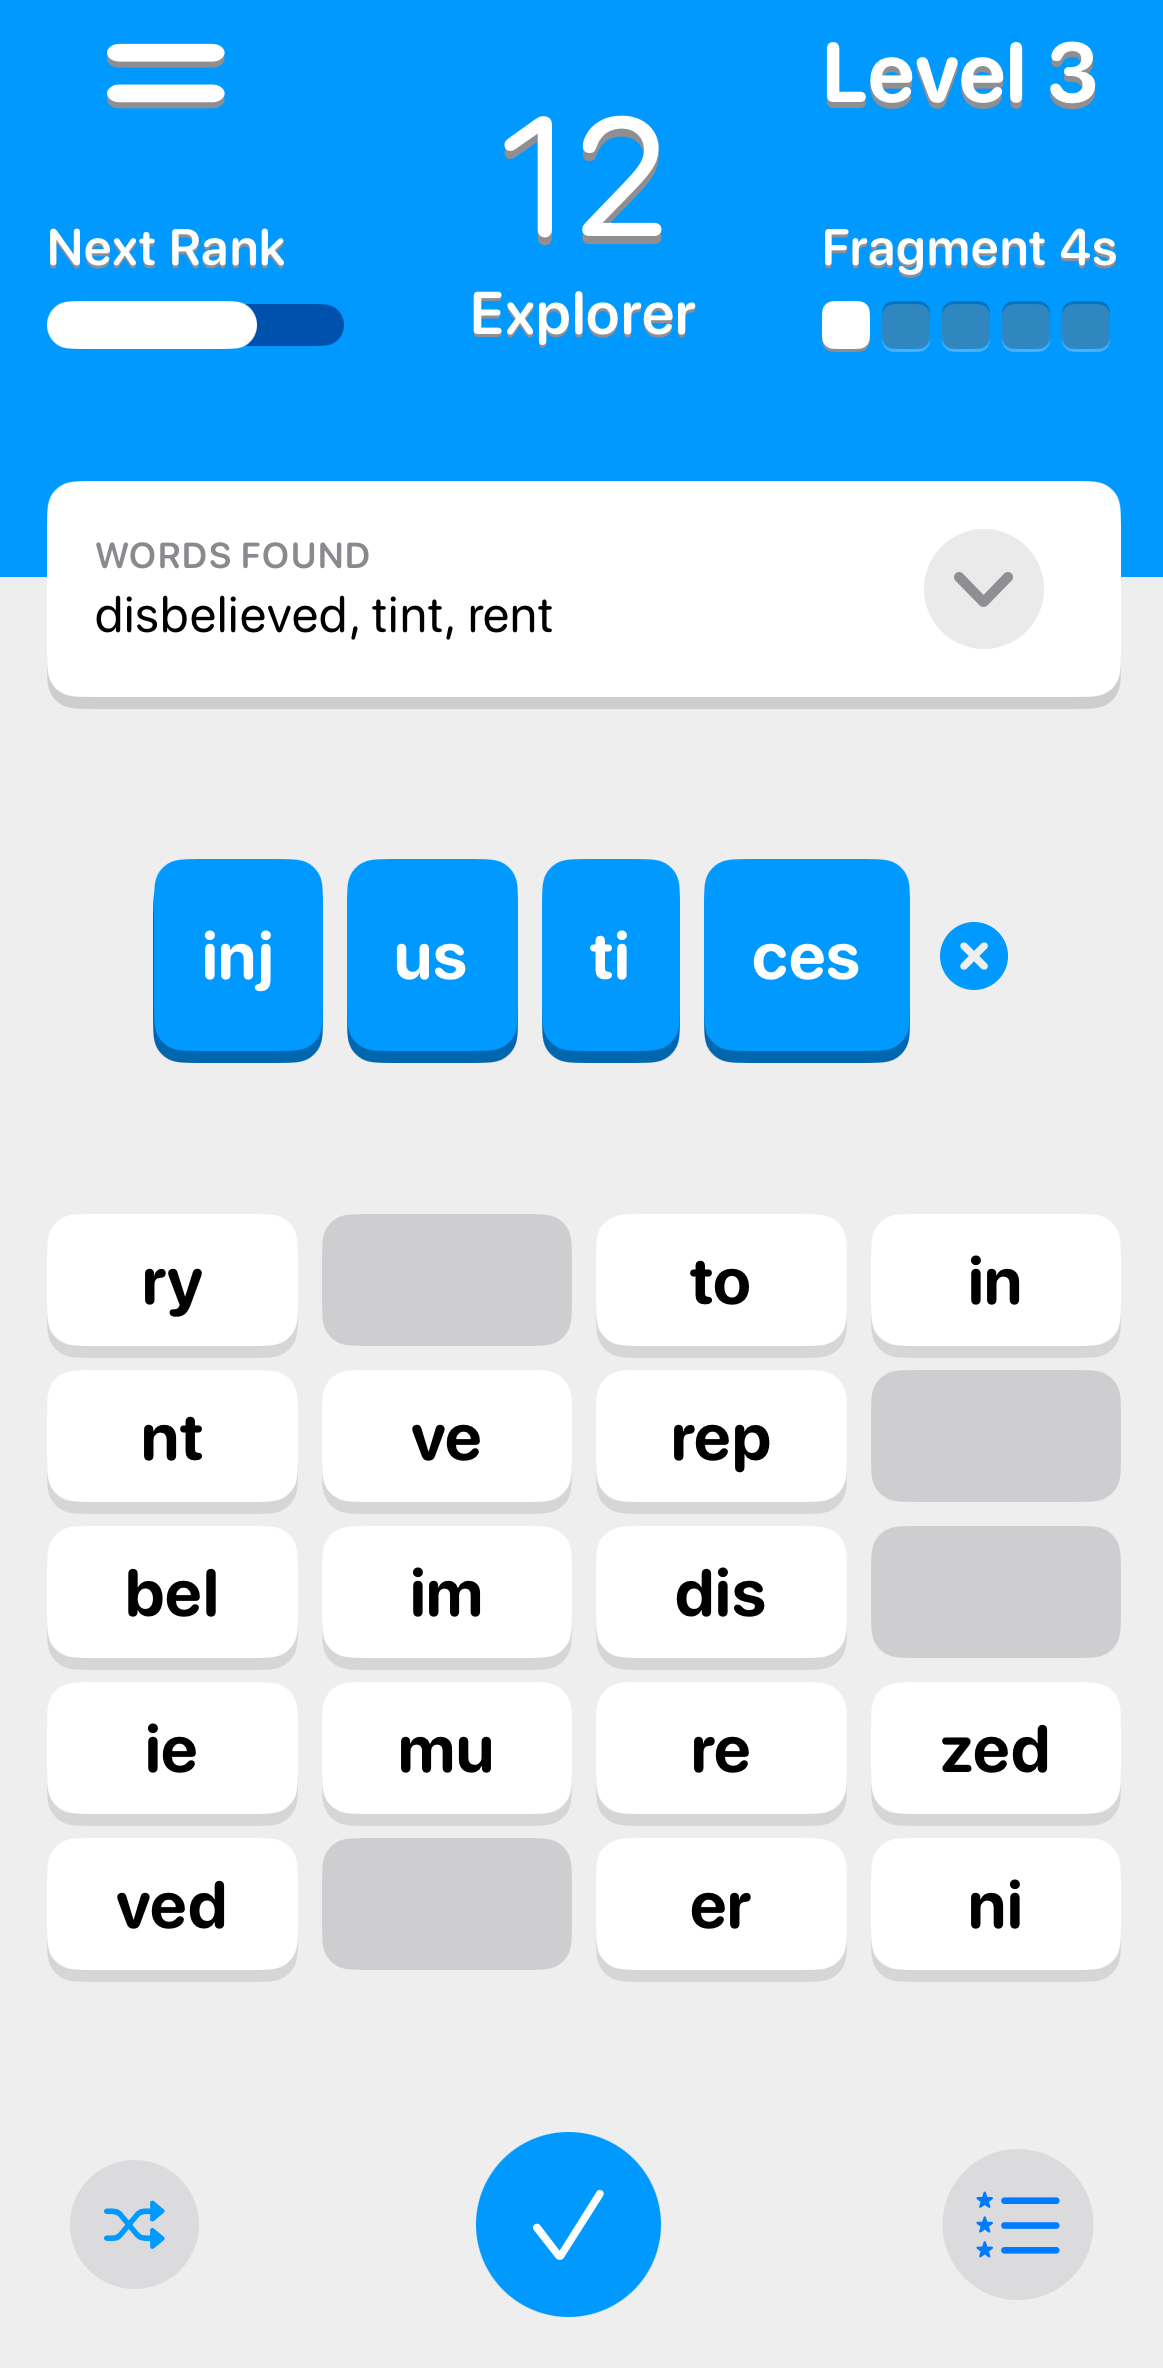 Level 3
12
Next Rank
Explorer
Fragment 4s
WORDS FOUND
disbelieved, tint, rent
inj us ti ces
ry to in
nt ve rep
bel im dis
ie mu re zed
ved er ni